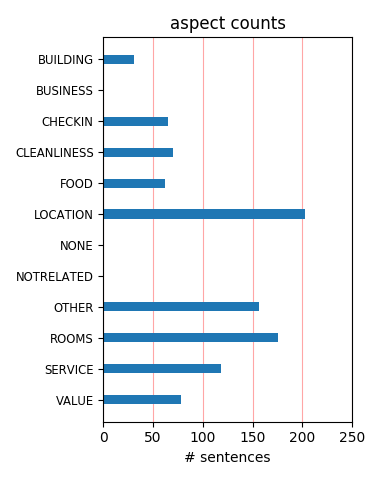 aspect counts
BUILDING
BUSINESS
CHECKIN
CLEANLINESS
FOOD
LOCATION
NONE
NOTRELATED
OTHER
ROOMS
SERVICE
VALUE
0 50 100 150 200 250
# sentences